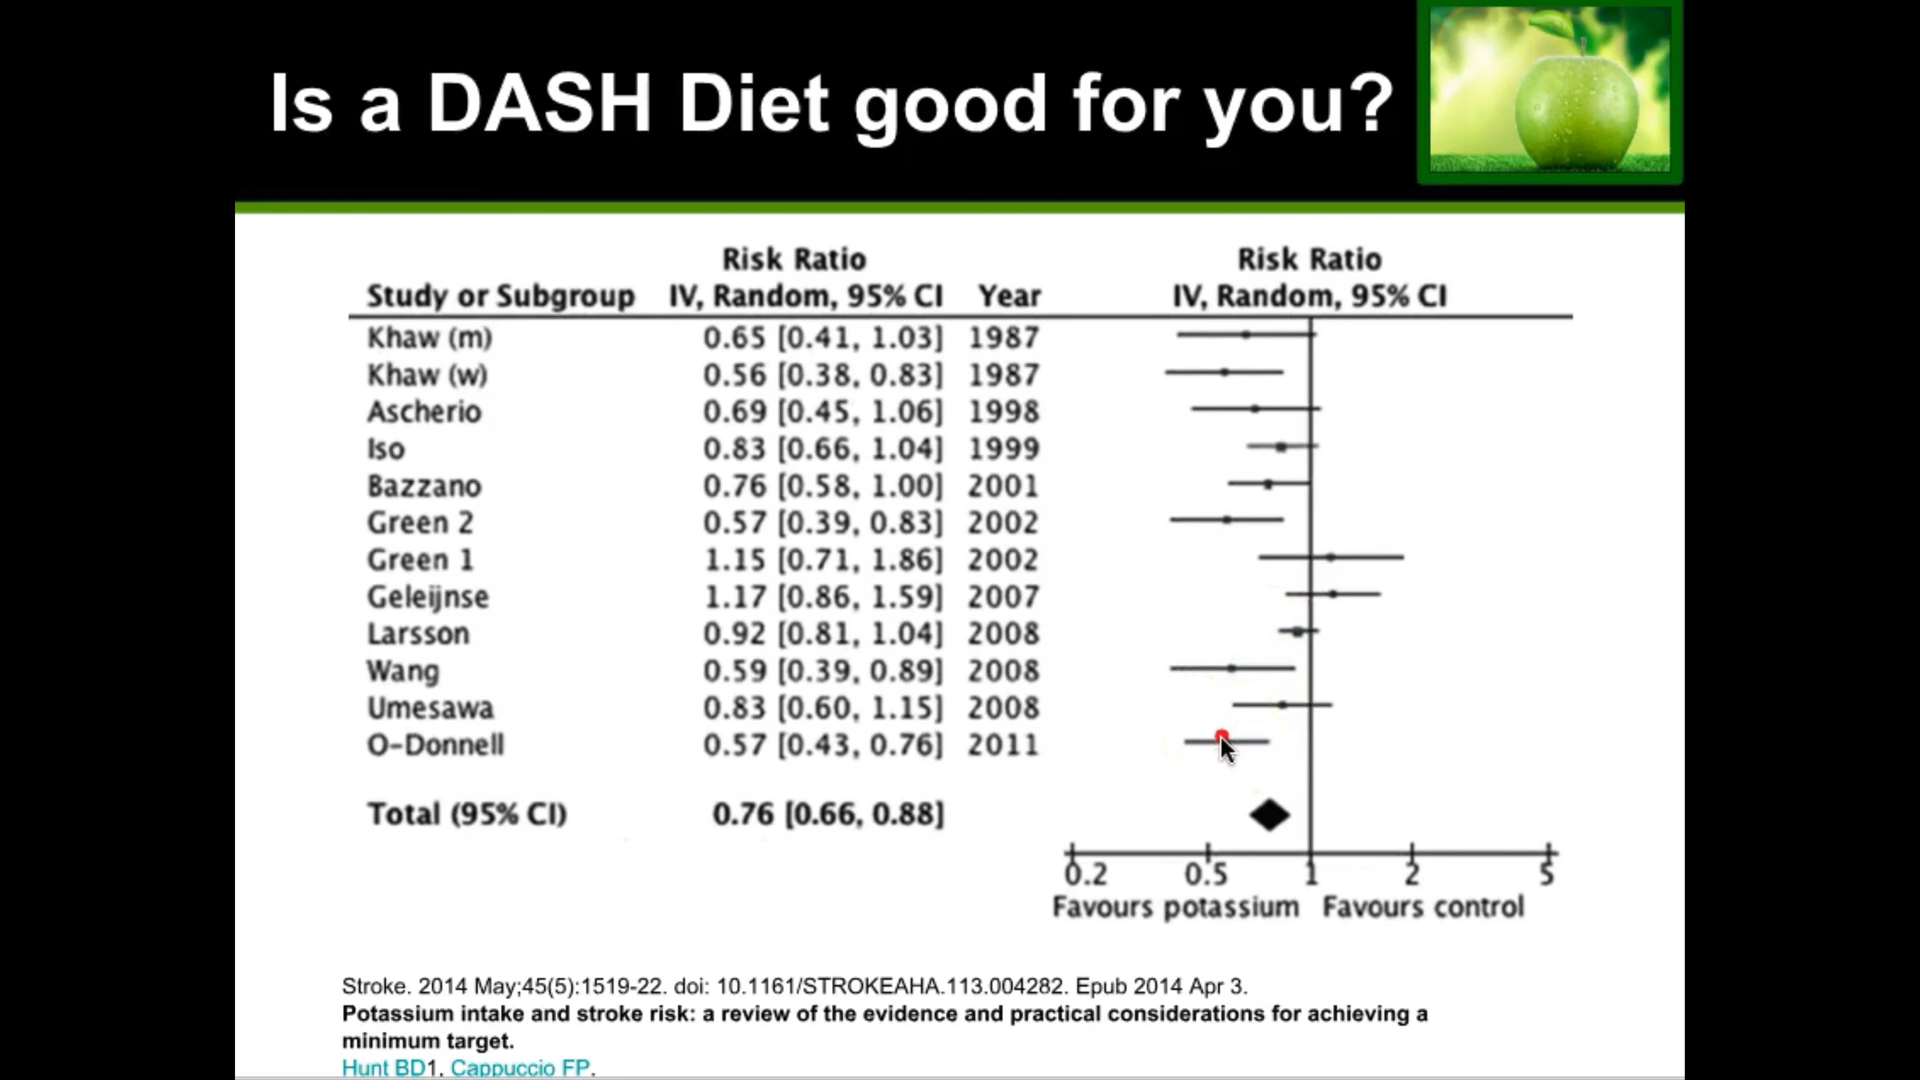 Is a DASH Diet good for you?
Risk Ratio Risk Ratio
Study or Subgroup IV, Random, 95% CI Year IV, Random, 95% CI
Khaw (m) 0.65 [0.41, 1.03] 1987
Khaw (w) 0.56 [0.38, 0.83] 1987
Ascherio 0.69 [0.45, 1.06] 1998
Iso 0.83 [0.66, 1.04] 1999
Bazzano 0.76 [0.58, 1.00] 2001
Green 2 0.57 [0.39, 0.83] 2002
Green 1 1.15 [0.71, 1.86] 2002
Geleijnse 1.17 [0.86, 1.59] 2007
Larsson 0.92 [0.81, 1.04] 2008
Wang 0.59 [0.39, 0.89] 2008
Umesawa 0.83 [0.60, 1.15] 2008
O-Donnell 0.57 [0.43, 0.76] 2011
Total (95% CI) 0.76 [0.66, 0.88]
0.2 0.5 1 2 5
Favours potassium Favours control
Stroke. 2014 May;45(5):1519-22. doi: 10.1161/STROKEAHA.113.004282. Epub 2014 Apr 3.
Potassium intake and stroke risk: a review of the evidence and practical considerations for achieving a
minimum target.
Hunt BD1, Cappuccio FP.